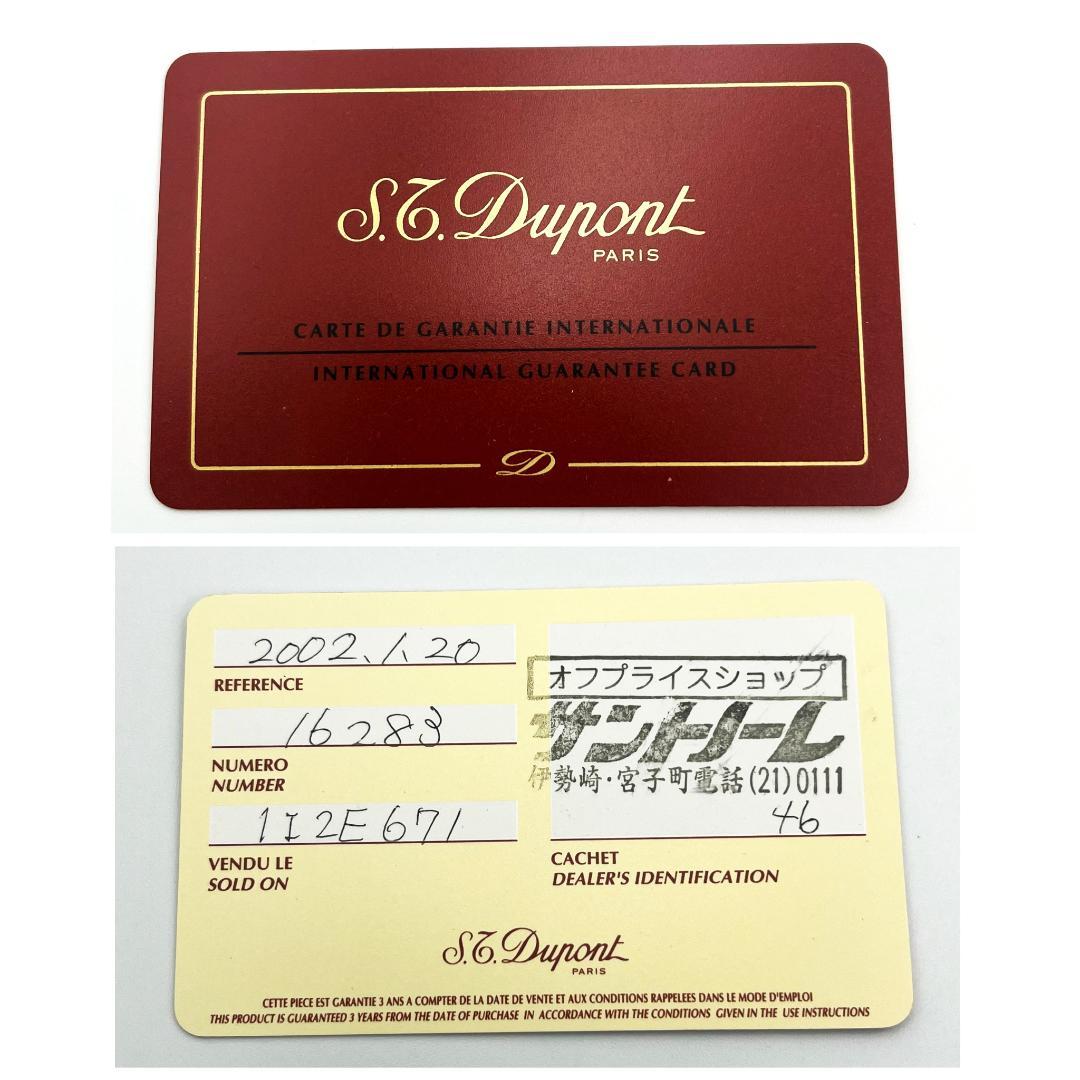 S.T. Dupont
PARIS
CARTE DE GARANTIE INTERNATIONALE
INTERNATIONAL GUARANTEE CARD
D
2002.1.20
REFERENCE
16283
NUMERO
NUMBER
1I2E671
VENDU LE
SOLD ON
オフプライスショップ
サントノーレ
伊勢崎・宮子町電話(21)0111
46
CACHET
DEALER'S IDENTIFICATION
S.T. Dupont
PARIS
CETTE PIECE EST GARANTIE 3 ANS A COMPTER DE LA DATE DE VENTE ET AUX CONDITIONS RAPPELEES DANS LE MODE D'EMPLOI
THIS PRODUCT IS GUARANTEED 3 YEARS FROM THE DATE OF PURCHASE IN ACCORDANCE WITH THE CONDITIONS GIVEN IN THE USE INSTRUCTIONS